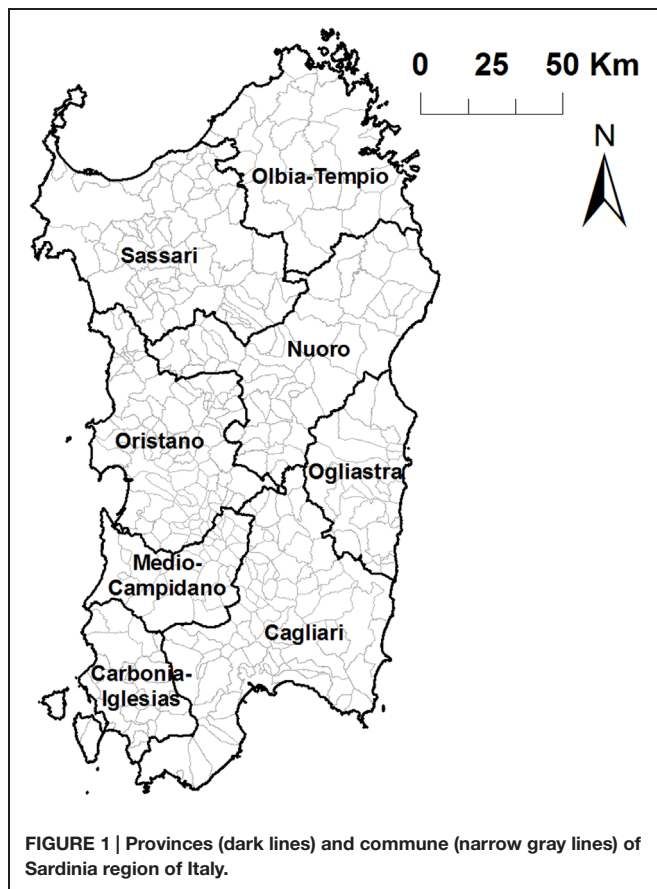 0 25 50 Km
N
Olbia-Tempio
Sassari
Nuoro
Oristano
Ogliastra
Medio-
Campidano
Cagliari
Carbonia-
Iglesias
FIGURE 1 | Provinces (dark lines) and commune (narrow gray lines) of
Sardinia region of Italy.